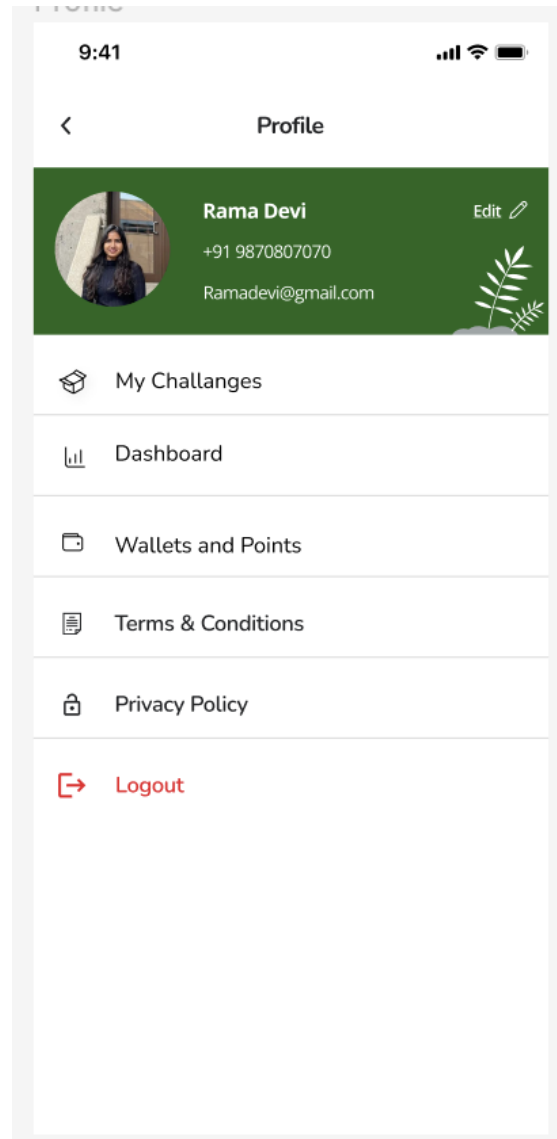 Profile
9:41
Profile
Rama Devi
Edit
+91 9870807070
Ramadevi@gmail.com
My Challanges
Dashboard
Wallets and Points
Terms & Conditions
Privacy Policy
Logout